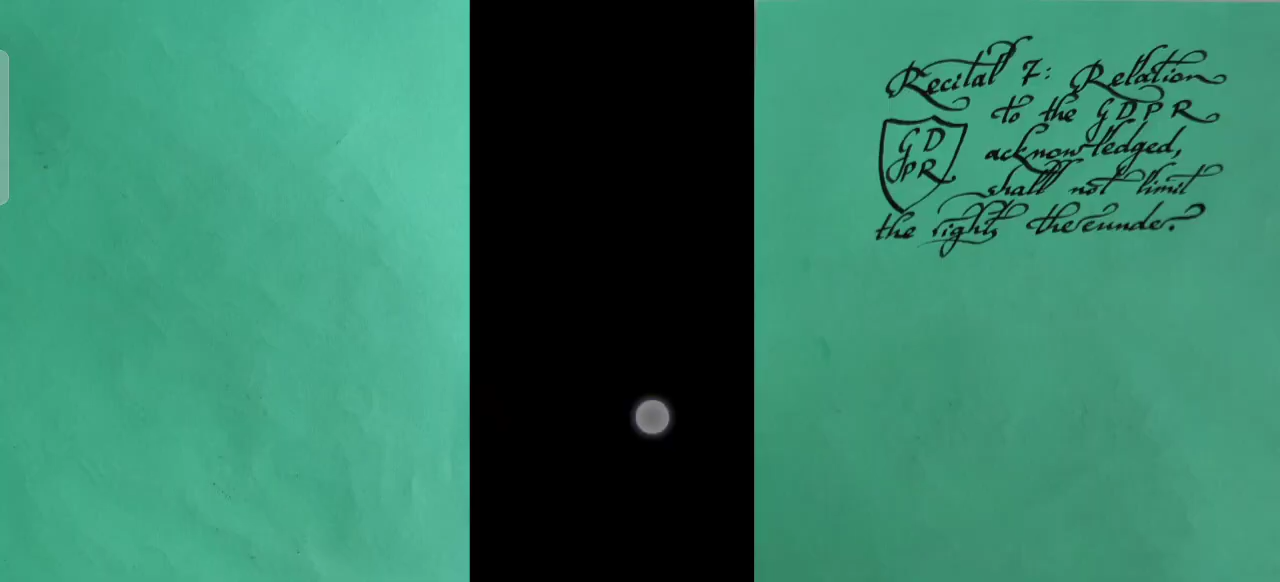 Recital 7: Relation
to the GDPR
GD
PR
acknowledged,
shall not limit
the rights thereunder.